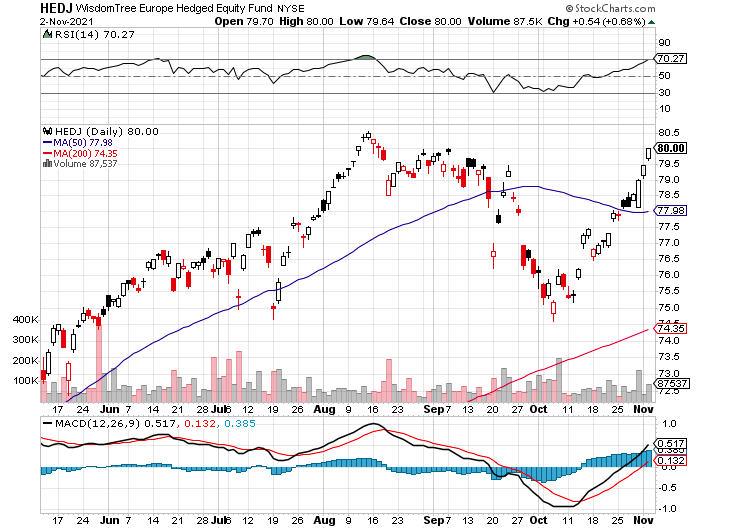 HEDJ WisdomTree Europe Hedged Equity Fund NYSE © StockCharts.com
2-Nov-2021 Open 79.70 High 80.00 Low 79.64 Close 80.00 Volume 87.5K Chg +0.54 (+0.68%)
RSI(14) 70.27
90
70.27
50
30
10
HEDJ (Daily) 80.00
MA(50) 77.98
MA(200) 74.35
Volume 87,537
80.5
80.00
79.5
79.0
78.5
77.98
77.5
77.0
76.5
76.0
75.5
75.0
74.5
74.35
74.0
73.5
73.0
87537
72.5
400K
300K
200K
100K
17 24 Jun 7 14 21 28 Jul 6 12 19 26 Aug 9 16 23 30 Sep 7 13 20 27 Oct 11 18 25 Nov
MACD(12,26,9) 0.517, 0.132, 0.385
1.0
0.517
0.385
0.132
0.0
-0.5
-1.0
17 24 Jun 7 14 21 28 Jul 6 12 19 26 Aug 9 16 23 30 Sep 7 13 20 27 Oct 11 18 25 Nov